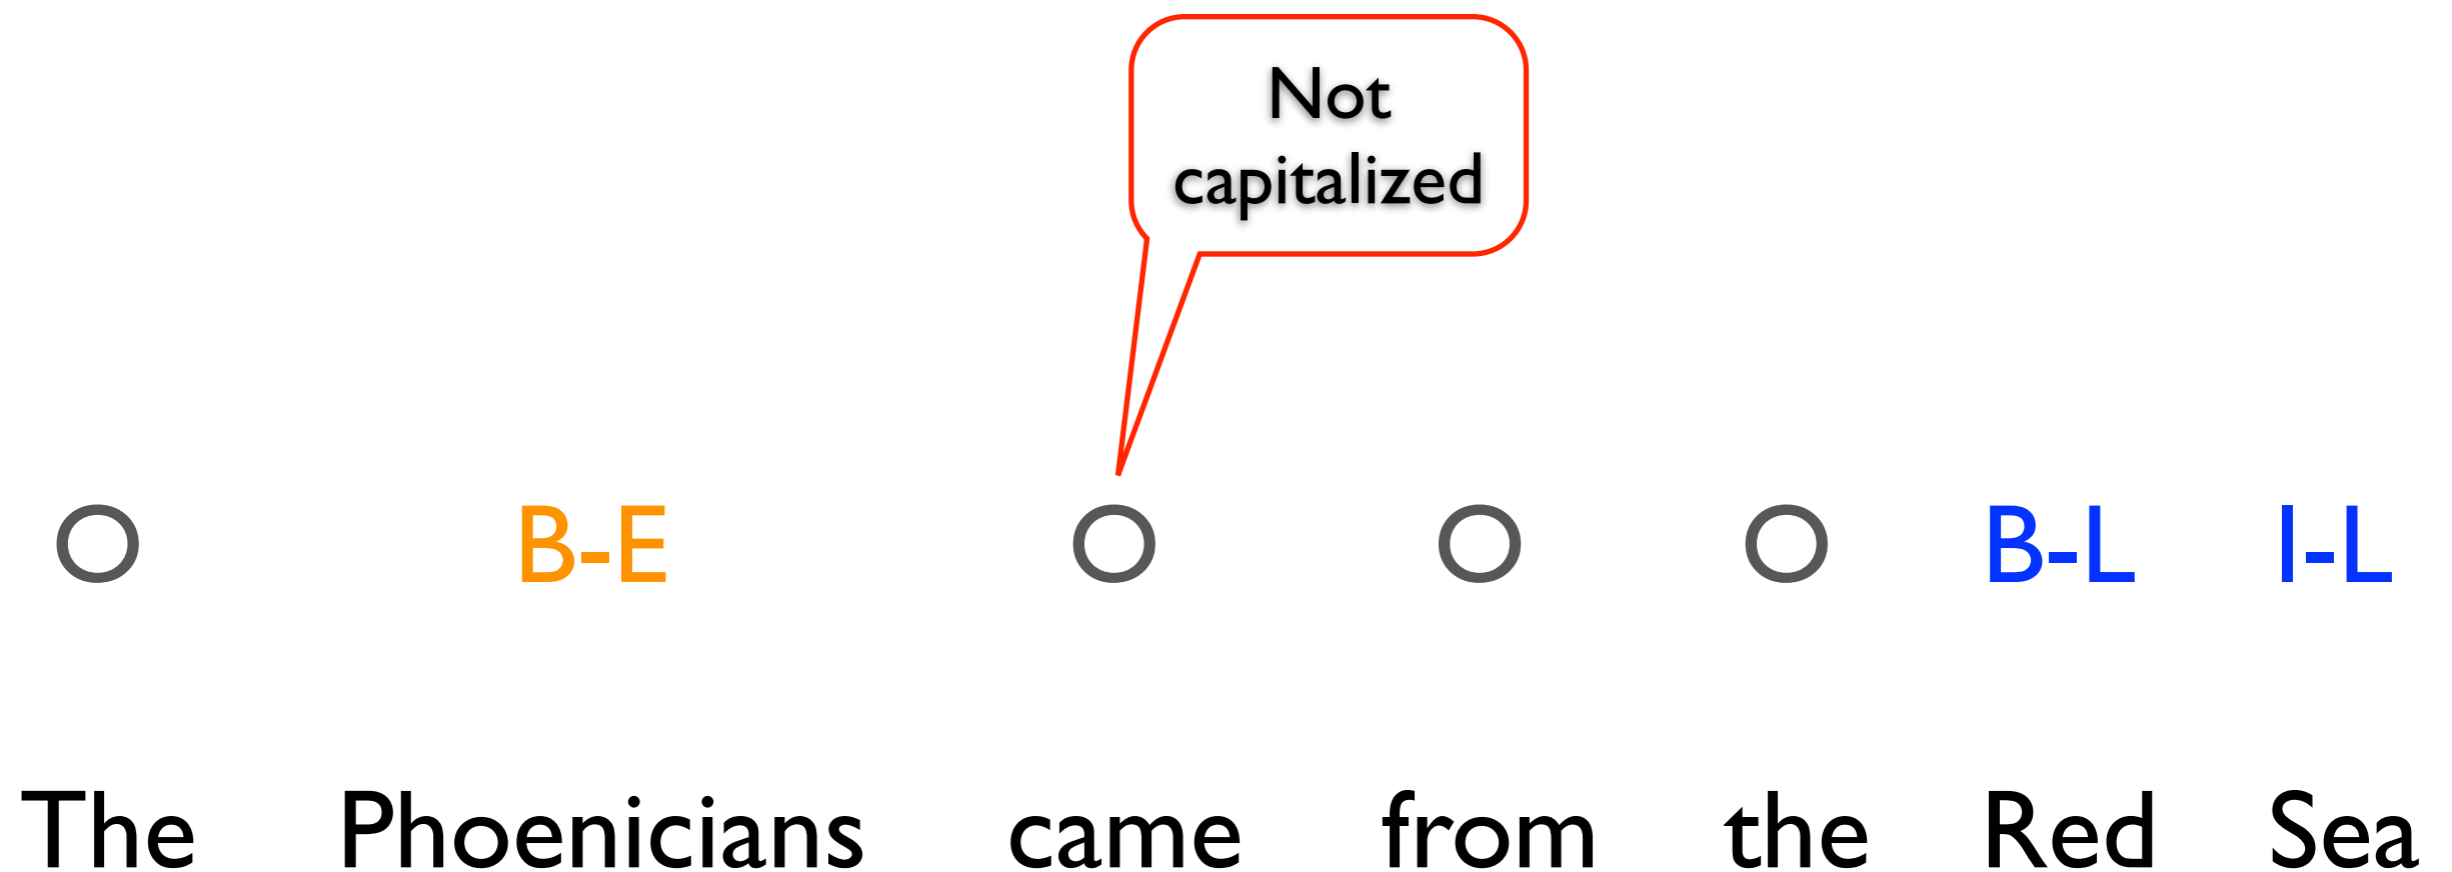 Not
capitalized
O B-E O O O B-L I-L
The Phoenicians came from the Red Sea